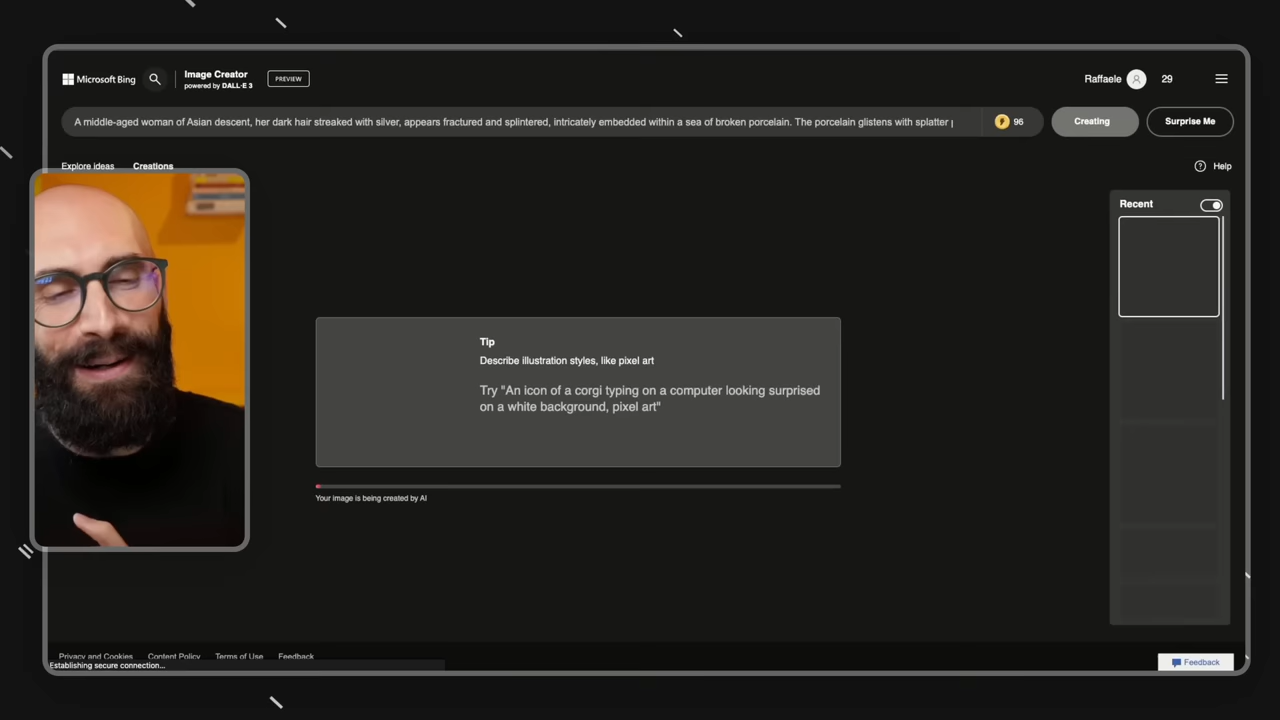 Microsoft Bing
Image Creator
powered by DALL·E 3
PREVIEW
Raffaele
29
A middle-aged woman of Asian descent, her dark hair streaked with silver, appears fractured and splintered, intricately embedded within a sea of broken porcelain. The porcelain glistens with splatter
96
Creating
Surprise Me
Explore ideas
Creations
Help
Recent
Tip
Describe illustration styles, like pixel art
Try "An icon of a corgi typing on a computer looking surprised
on a white background, pixel art"
Your image is being created by AI
Privacy and Cookies
Content Policy
Terms of Use
Feedback
Establishing secure connection...
Feedback